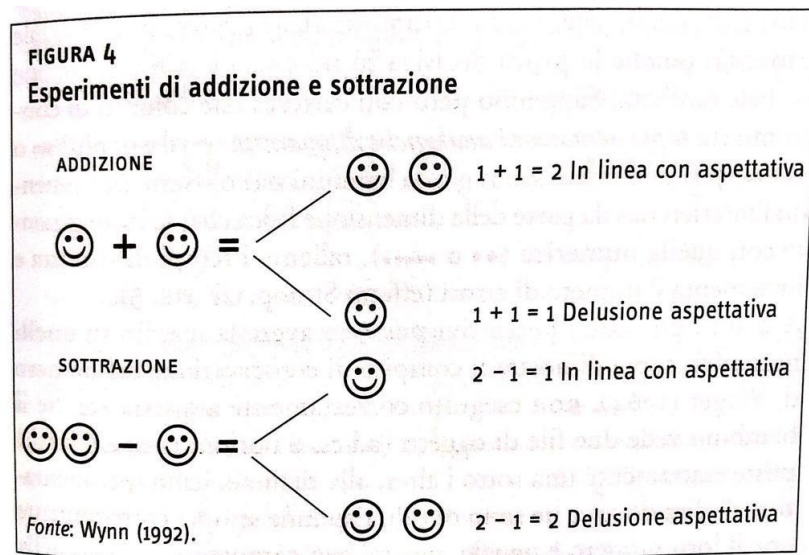 FIGURA 4
Esperimenti di addizione e sottrazione
ADDIZIONE
1 + 1 = 2 In linea con aspettativa
+ =
1 + 1 = 1 Delusione aspettativa
SOTTRAZIONE
2 − 1 = 1 In linea con aspettativa
− =
2 − 1 = 2 Delusione aspettativa
Fonte: Wynn (1992).